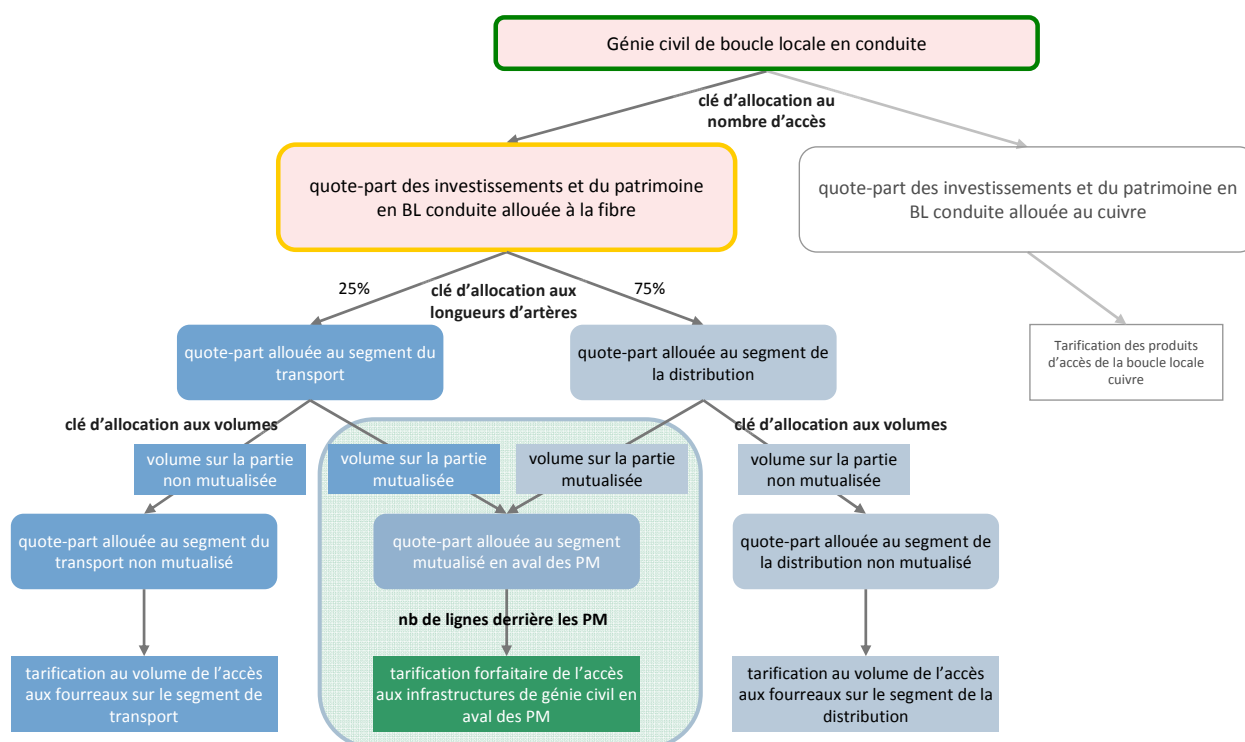 Génie civil de boucle locale en conduite
clé d'allocation au
nombre d'accès
quote-part des investissements et du patrimoine
en BL conduite allouée à la fibre
quote-part des investissements et du patrimoine en
BL conduite allouée au cuivre
25%
clé d'allocation aux
longueurs d'artères
75%
quote-part allouée au segment du
transport
quote-part allouée au segment de
la distribution
Tarification des produits
d'accès de la boucle locale
cuivre
clé d'allocation aux volumes
clé d'allocation aux volumes
volume sur la partie
non mutualisée
volume sur la partie
mutualisée
volume sur la partie
mutualisée
volume sur la partie
non mutualisée
quote-part allouée au segment du
transport non mutualisé
quote-part allouée au segment
mutualisé en aval des PM
quote-part allouée au segment de
la distribution non mutualisé
nb de lignes derrière les PM
tarification au volume de l'accès
aux fourreaux sur le segment de
transport
tarification forfaitaire de l'accès
aux infrastructures de génie civil en
aval des PM
tarification au volume de l'accès
aux fourreaux sur le segment de la
distribution